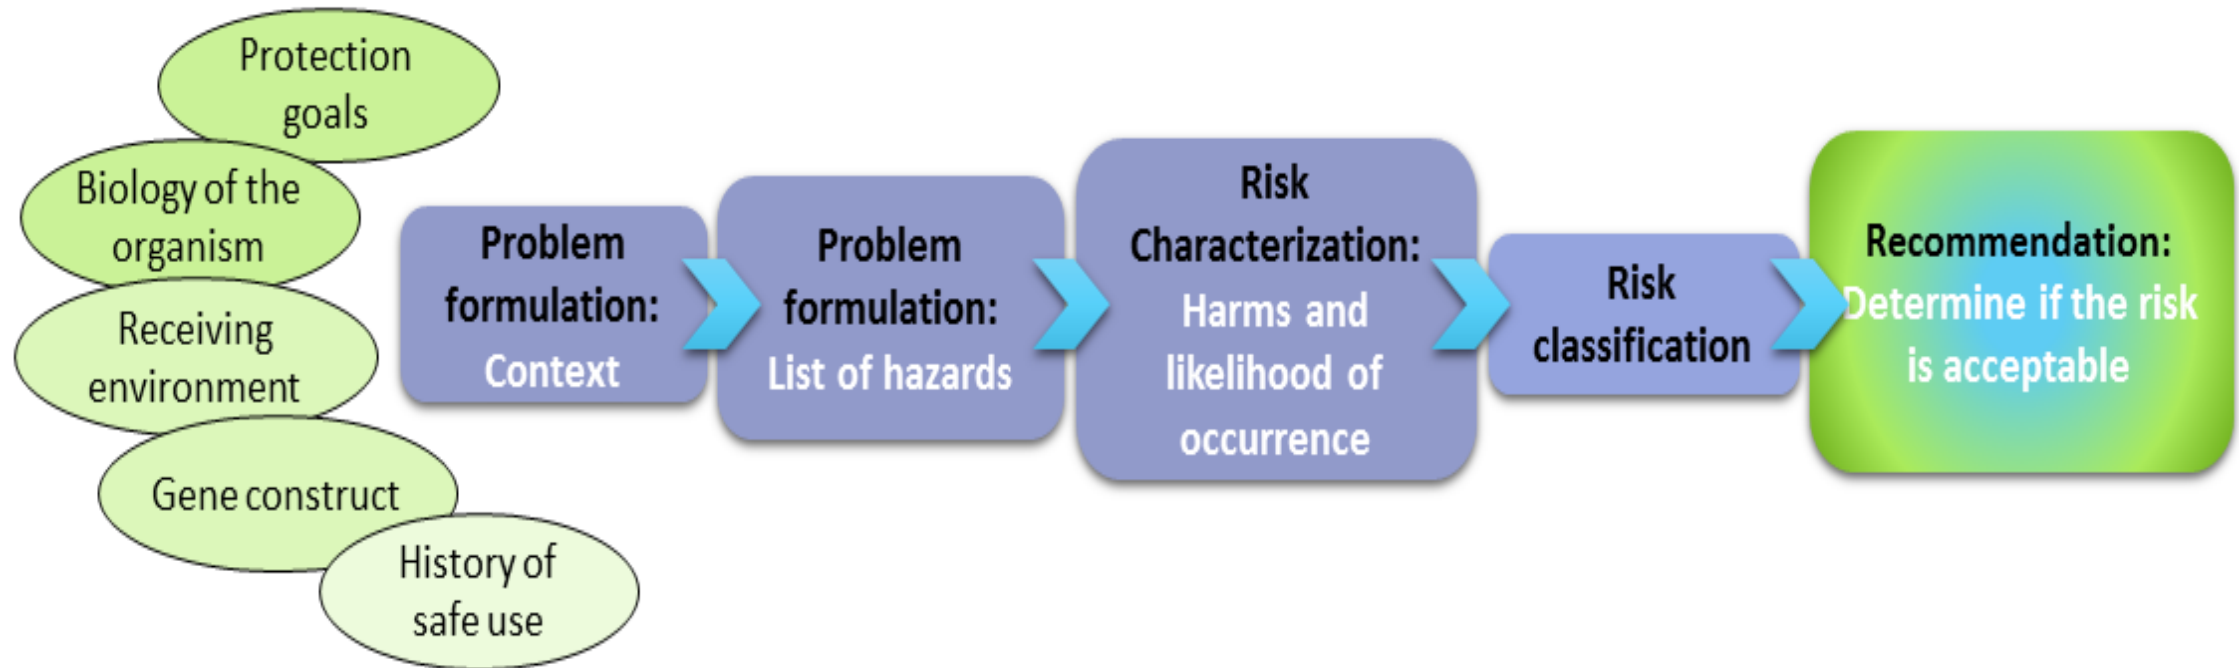 Protection
goals
Biology of the
organism
Receiving
environment
Gene construct
History of
safe use
Problem
formulation:
Context
Problem
formulation:
List of hazards
Risk
Characterization:
Harms and
likelihood of
occurrence
Risk
classification
Recommendation:
Determine if the risk
is acceptable